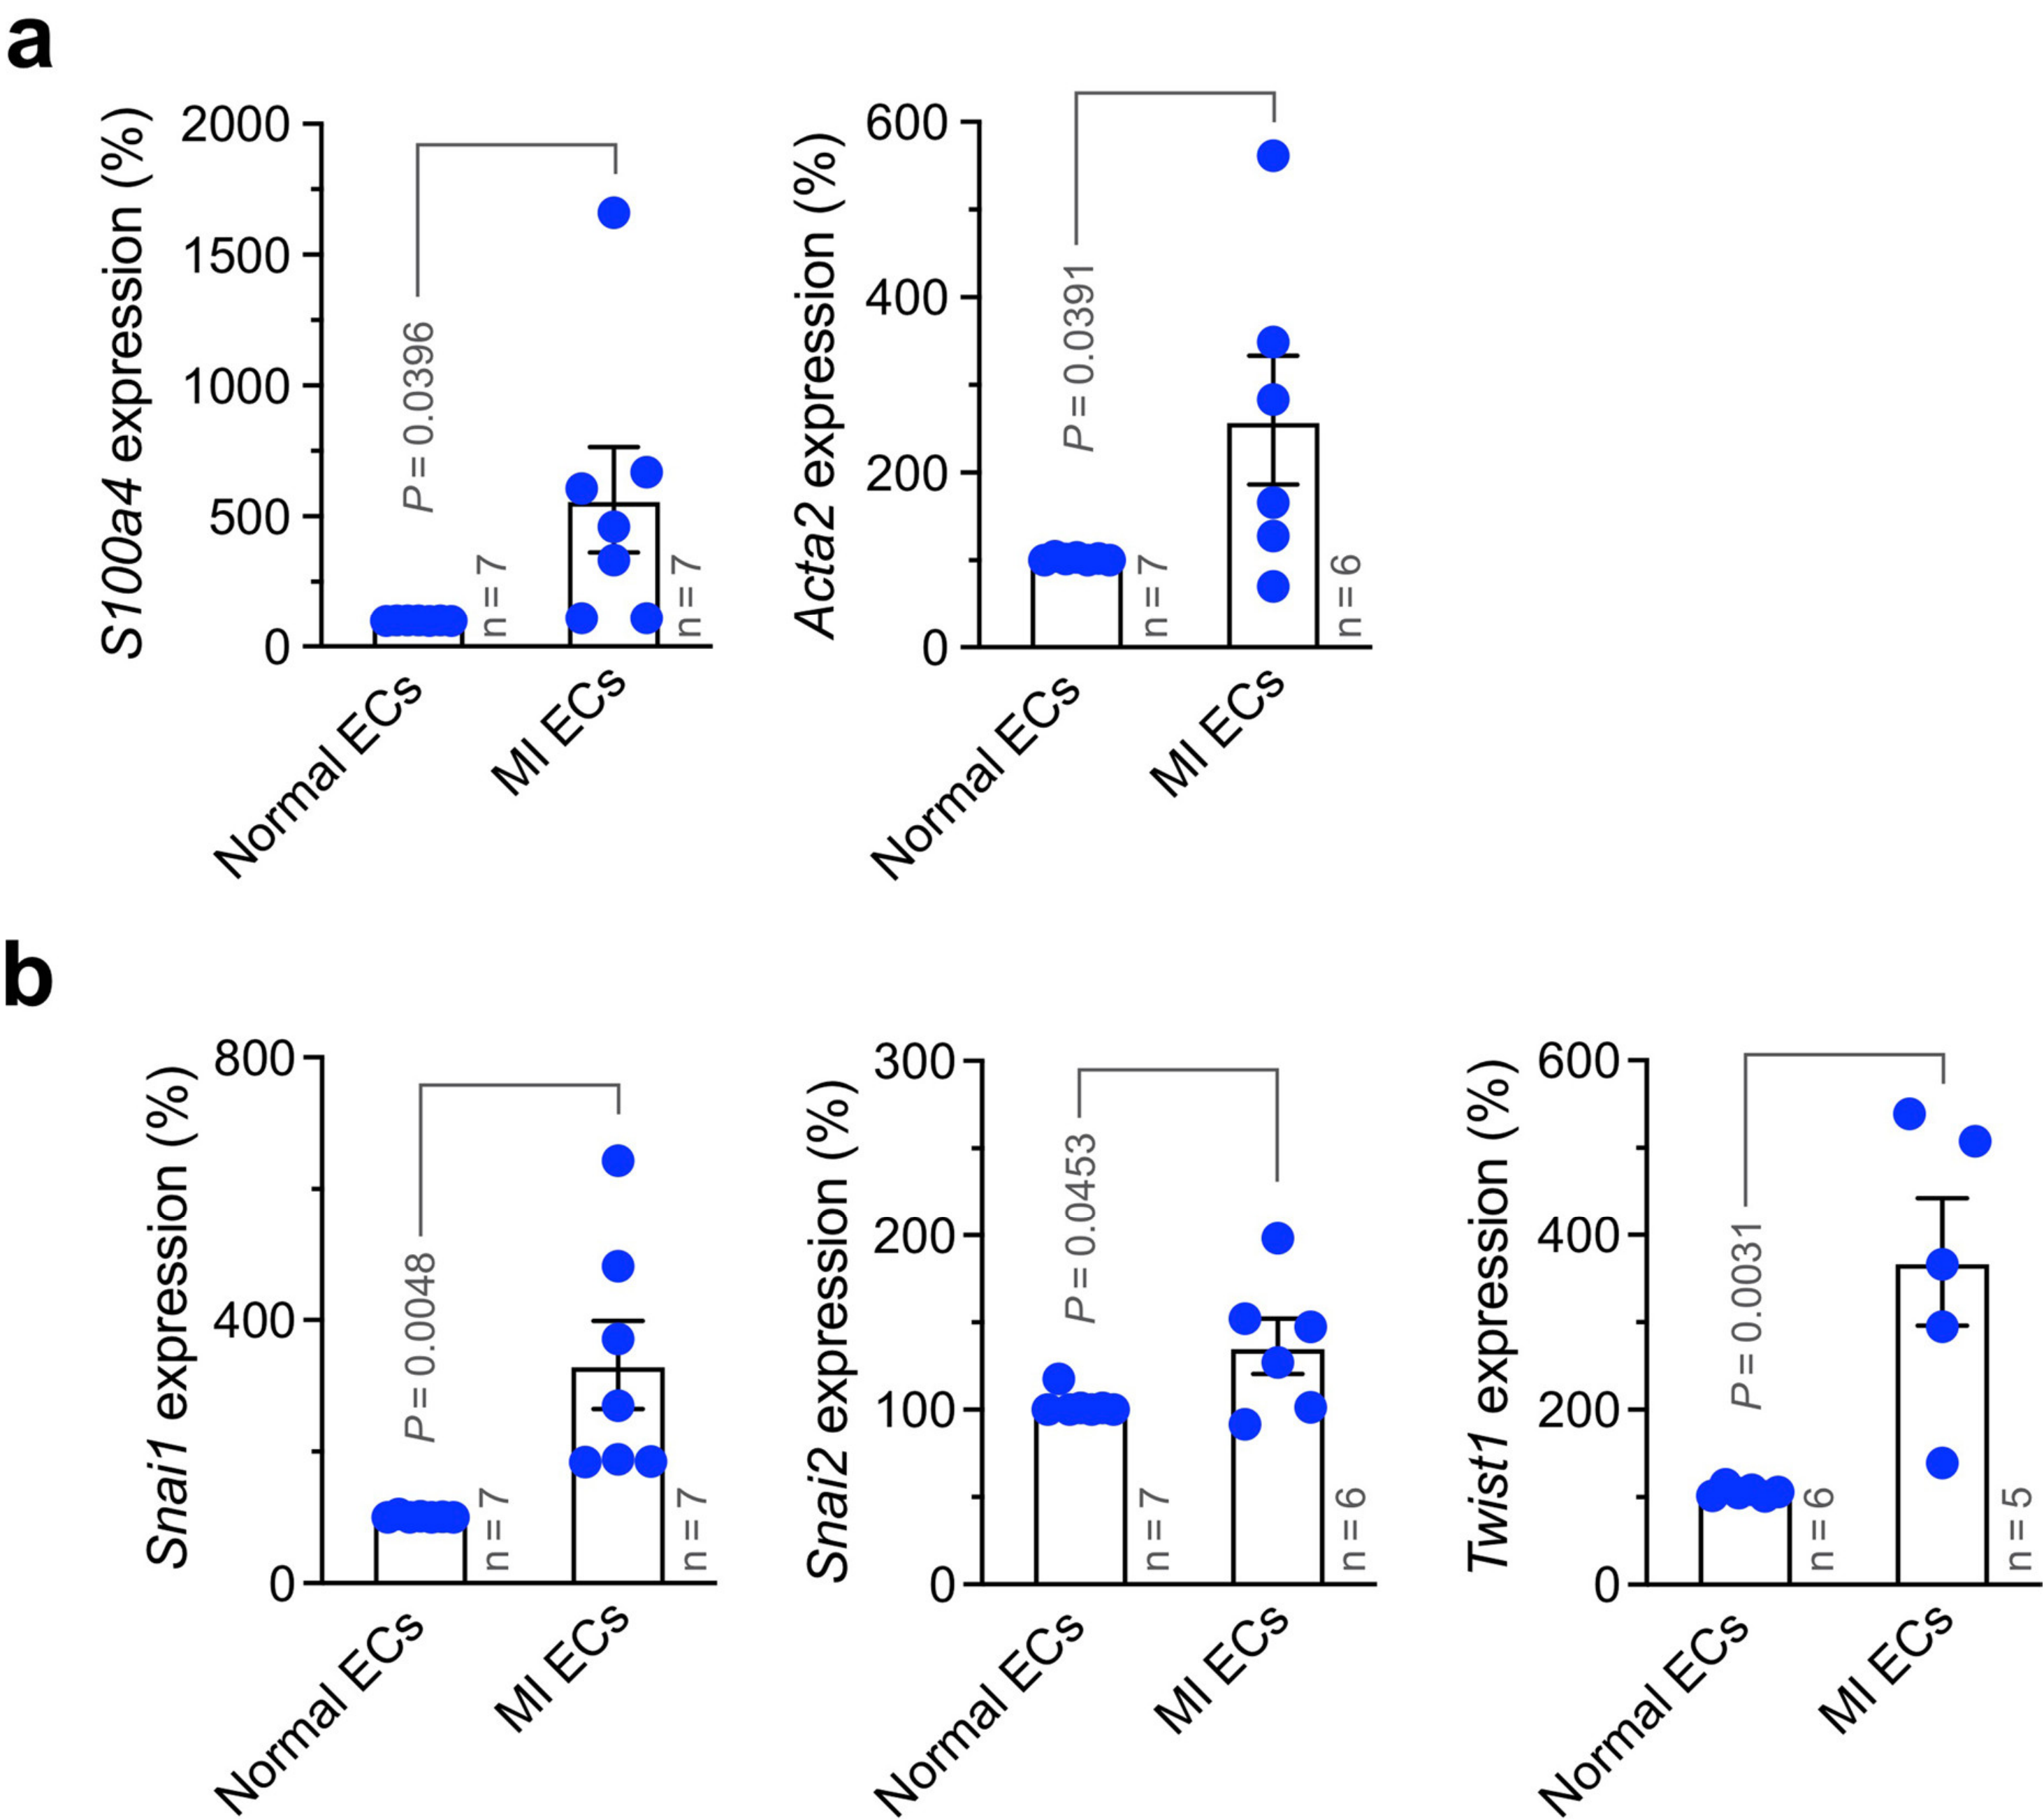 a
S100a4 expression (%)
2000
1500
1000
500
0
P = 0.0396
n = 7
n = 7
Normal ECs
MI ECs
Acta2 expression (%)
600
400
200
0
P = 0.0391
n = 7
n = 6
Normal ECs
MI ECs
b
Snai1 expression (%)
800
400
0
P = 0.0048
n = 7
n = 7
Normal ECs
MI ECs
Snai2 expression (%)
300
200
100
0
P = 0.0453
n = 7
n = 6
Normal ECs
MI ECs
Twist1 expression (%)
600
400
200
0
P = 0.0031
n = 6
n = 5
Normal ECs
MI ECs